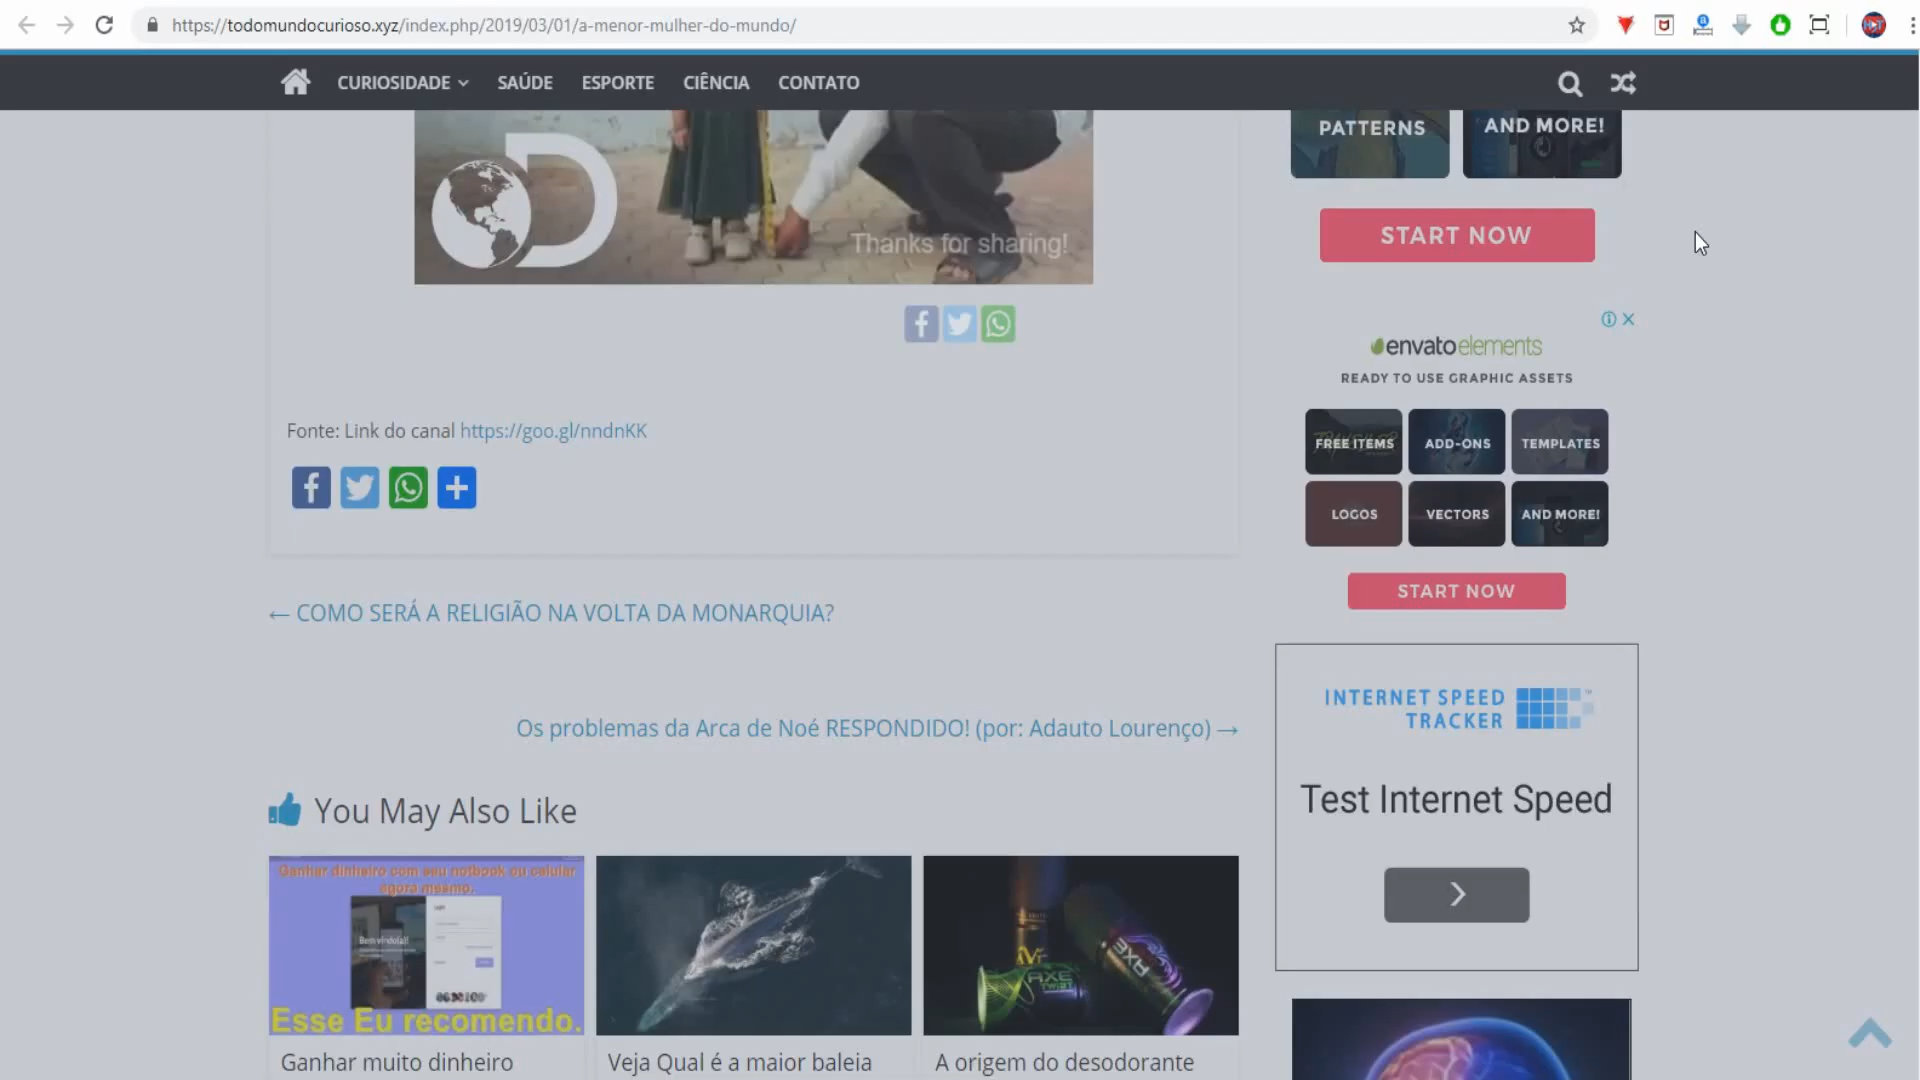 https://todomundocurioso.xyz/index.php/2019/03/01/a-menor-mulher-do-mundo/
CURIOSIDADE SAÚDE ESPORTE CIÊNCIA CONTATO
PATTERNS
AND MORE!
Thanks for sharing!
START NOW
envatoelements
READY TO USE GRAPHIC ASSETS
FREE ITEMS
ADD-ONS
TEMPLATES
LOGOS
VECTORS
AND MORE!
START NOW
Fonte: Link do canal https://goo.gl/nndnKK
← COMO SERÁ A RELIGIÃO NA VOLTA DA MONARQUIA?
Os problemas da Arca de Noé RESPONDIDO! (por: Adauto Lourenço) →
INTERNET SPEED
TRACKER
Test Internet Speed
You May Also Like
Ganhar dinheiro com seu notbook ou celular
agora mesmo.
Bem vindo(a)!
Esse Eu recomendo.
AXE
AXE
Ganhar muito dinheiro
Veja Qual é a maior baleia
A origem do desodorante